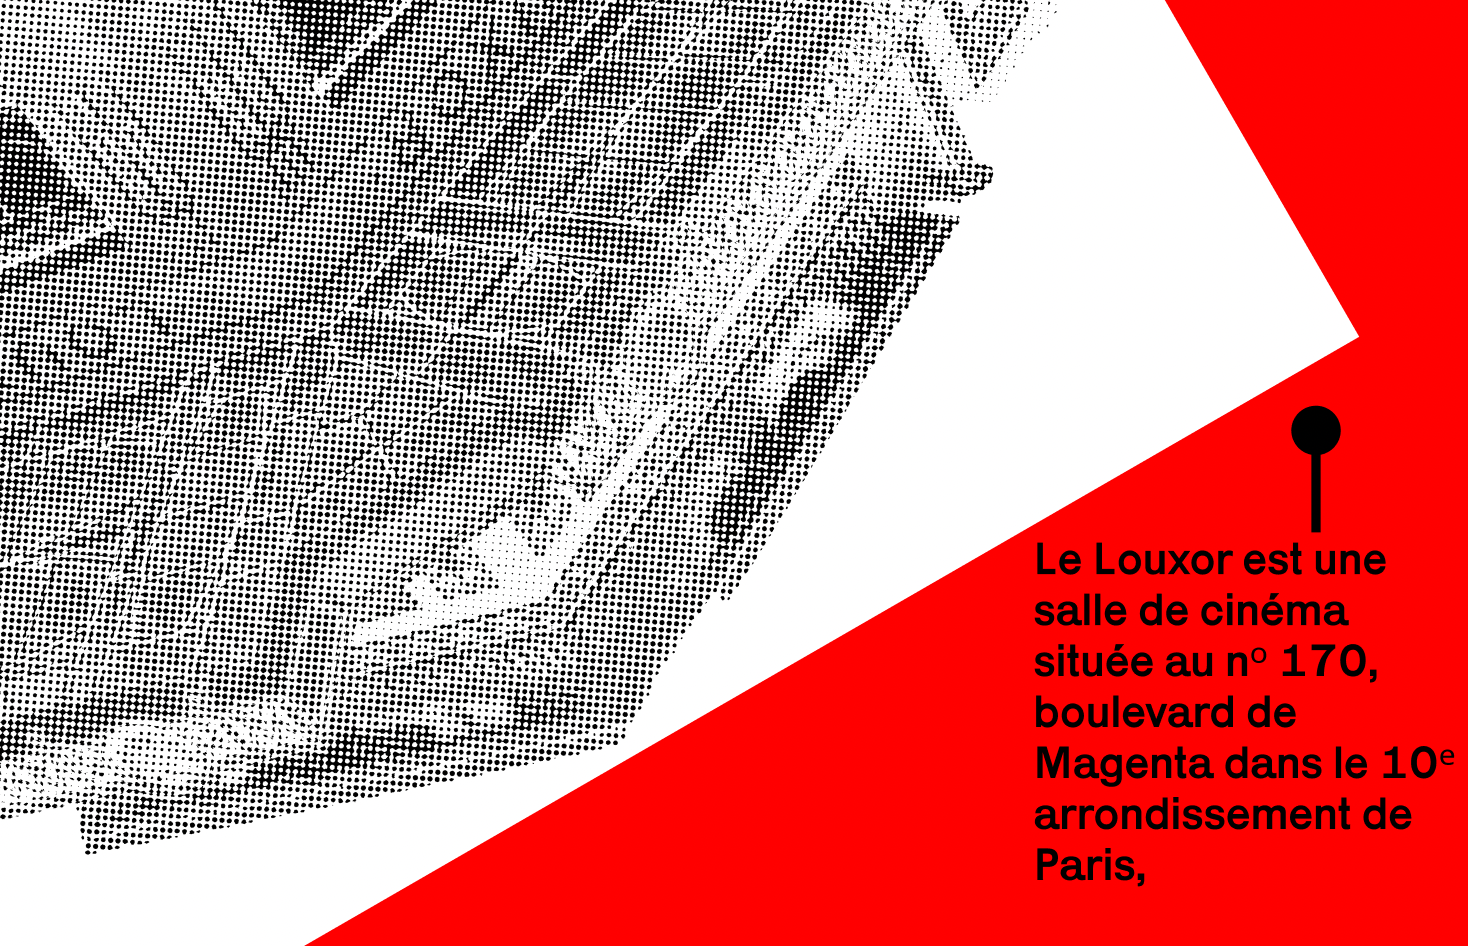 Le Louxor est une
salle de cinéma
située au nº 170,
boulevard de
Magenta dans le 10ᵉ
arrondissement de
Paris,